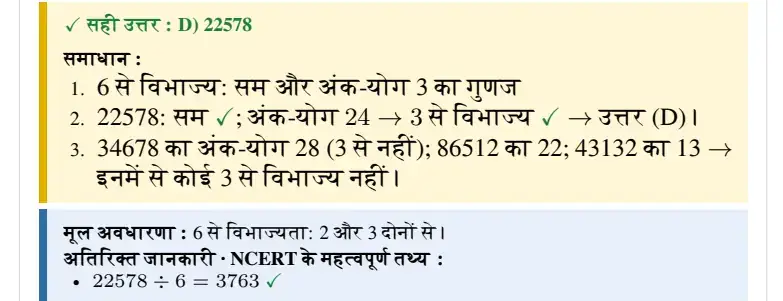 ✓ सही उत्तर : D) 22578
समाधान :
1. 6 से विभाज्य: सम और अंक-योग 3 का गुणज
2. 22578: सम ✓; अंक-योग 24 → 3 से विभाज्य ✓ → उत्तर (D)।
3. 34678 का अंक-योग 28 (3 से नहीं); 86512 का 22; 43132 का 13 →
इनमें से कोई 3 से विभाज्य नहीं।
मूल अवधारणा : 6 से विभाज्यता: 2 और 3 दोनों से।
अतिरिक्त जानकारी · NCERT के महत्वपूर्ण तथ्य :
• 22578 ÷ 6 = 3763 ✓